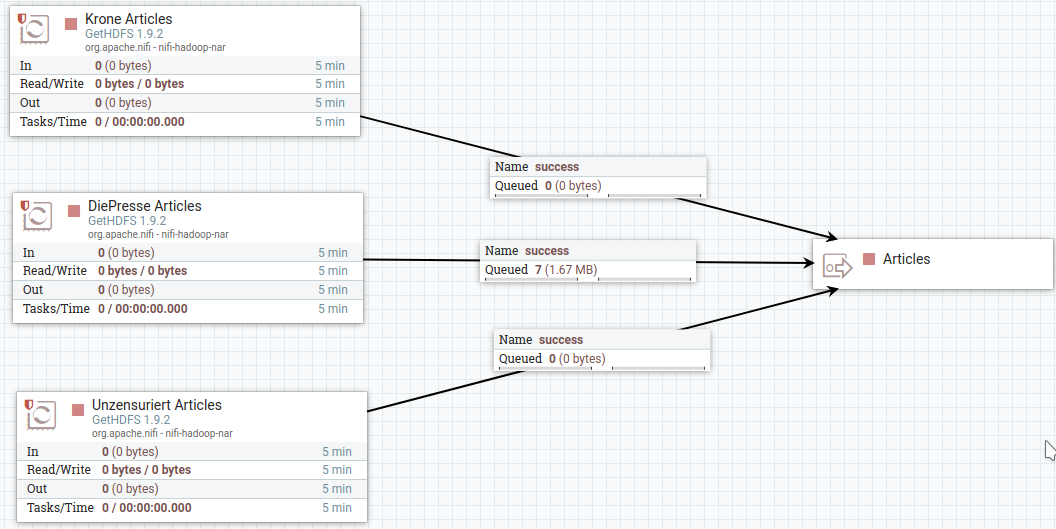 Krone Articles
GetHDFS 1.9.2
org.apache.nifi - nifi-hadoop-nar
In 0 (0 bytes) 5 min
Read/Write 0 bytes / 0 bytes 5 min
Out 0 (0 bytes) 5 min
Tasks/Time 0 / 00:00:00.000 5 min
Name success
Queued 0 (0 bytes)
DiePresse Articles
GetHDFS 1.9.2
org.apache.nifi - nifi-hadoop-nar
In 0 (0 bytes) 5 min
Read/Write 0 bytes / 0 bytes 5 min
Out 0 (0 bytes) 5 min
Tasks/Time 0 / 00:00:00.000 5 min
Name success
Queued 7 (1.67 MB)
Articles
Name success
Queued 0 (0 bytes)
Unzensuriert Articles
GetHDFS 1.9.2
org.apache.nifi - nifi-hadoop-nar
In 0 (0 bytes) 5 min
Read/Write 0 bytes / 0 bytes 5 min
Out 0 (0 bytes) 5 min
Tasks/Time 0 / 00:00:00.000 5 min